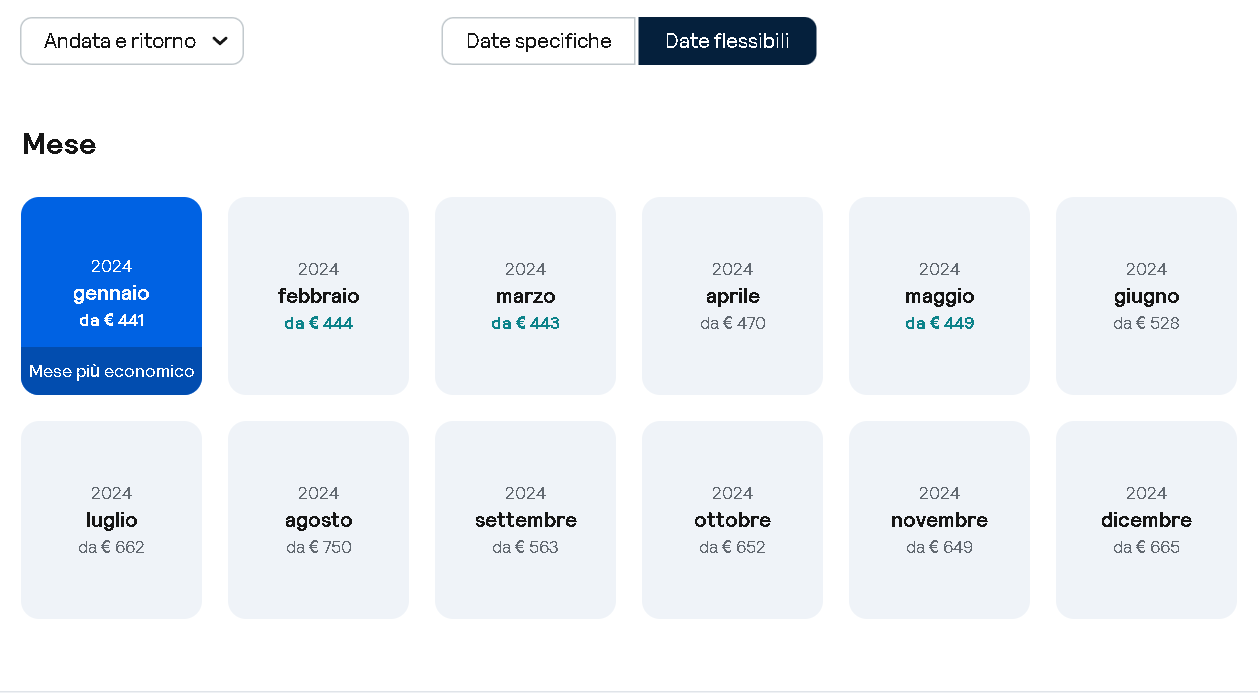 Andata e ritorno
Date specifiche
Date flessibili
Mese
2024
gennaio
da € 441
Mese più economico
2024
febbraio
da € 444
2024
marzo
da € 443
2024
aprile
da € 470
2024
maggio
da € 449
2024
giugno
da € 528
2024
luglio
da € 662
2024
agosto
da € 750
2024
settembre
da € 563
2024
ottobre
da € 652
2024
novembre
da € 649
2024
dicembre
da € 665